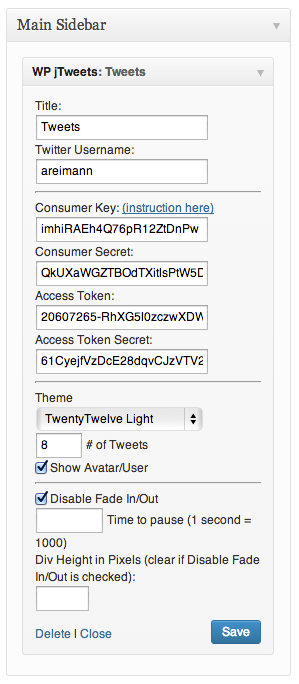 Main Sidebar
WP jTweets: Tweets
Title:
Tweets
Twitter Username:
areimann
Consumer Key: (instruction here)
imhiRAEh4Q76pR12ZtDnPw
Consumer Secret:
QkUXaWGZTBOdTXitlsPtW5D
Access Token:
20607265-RhXG5l0zczwXDW
Access Token Secret:
61CyejfVzDcE28dqvCJzVTV2
Theme
TwentyTwelve Light
8 # of Tweets
Show Avatar/User
Disable Fade In/Out
Time to pause (1 second =
1000)
Div Height in Pixels (clear if Disable Fade
In/Out is checked):
Delete | Close
Save